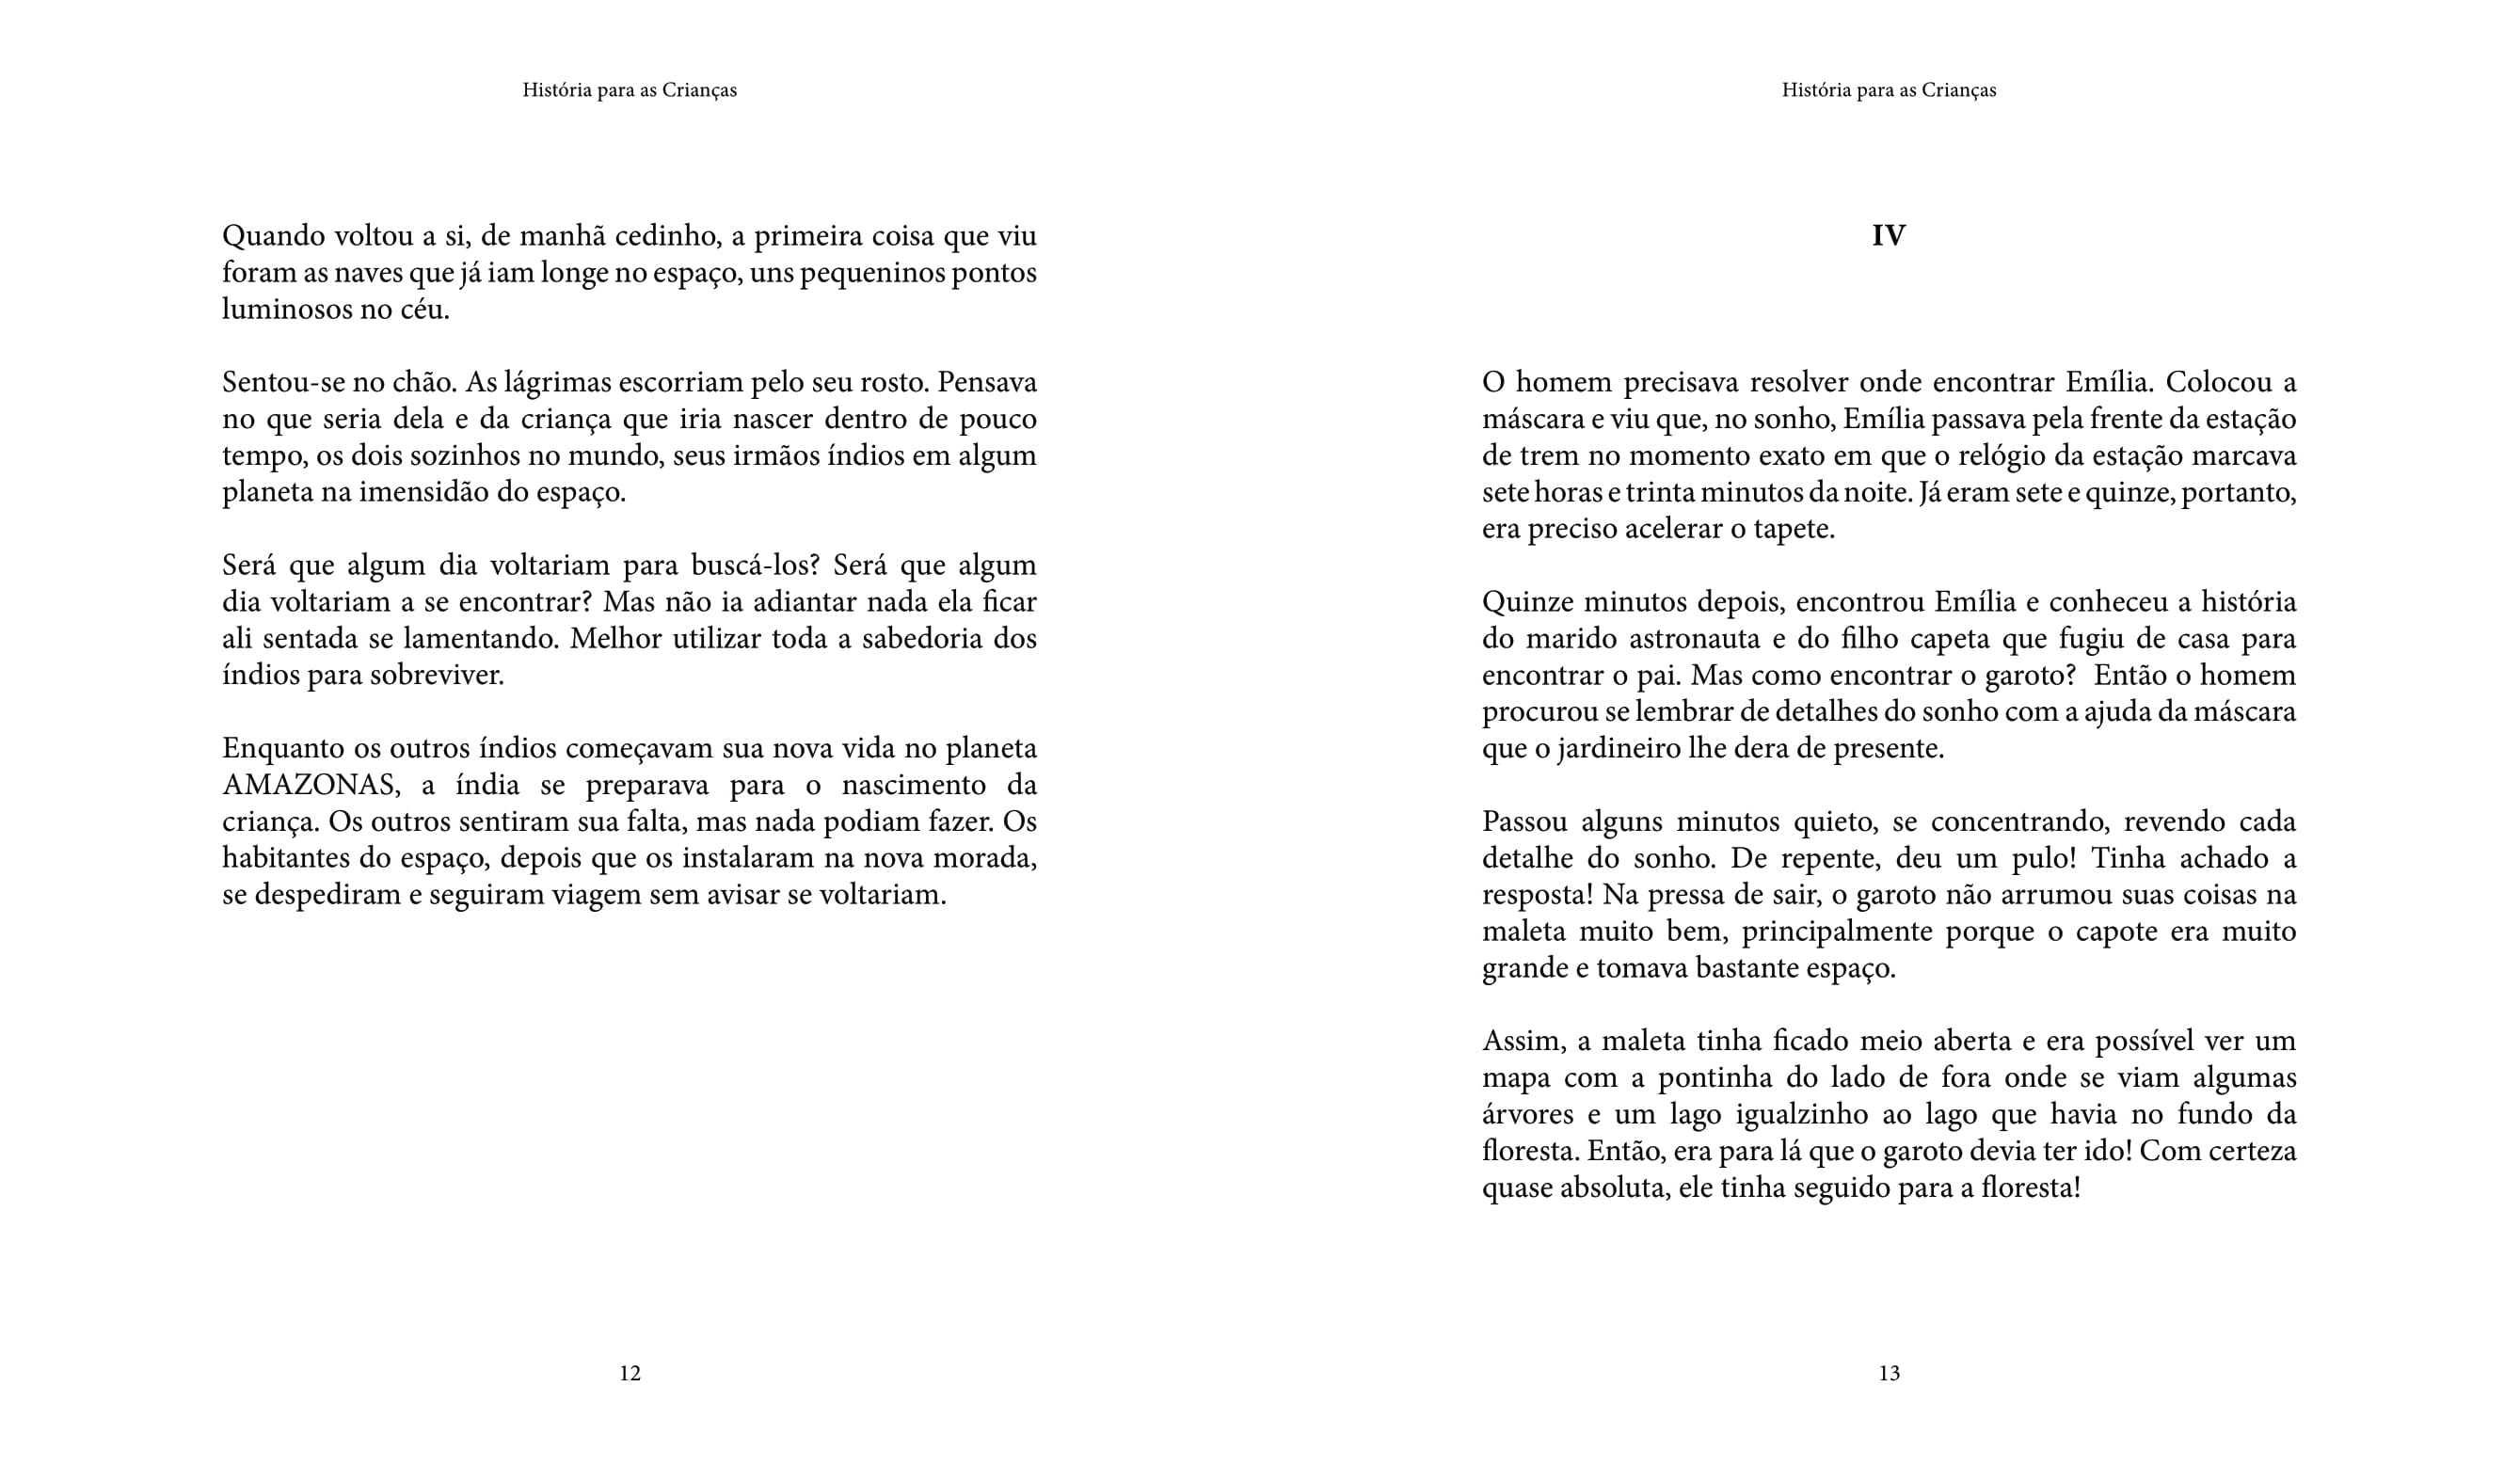 História para as Crianças
Quando voltou a si, de manhã cedinho, a primeira coisa que viu
foram as naves que já iam longe no espaço, uns pequeninos pontos
luminosos no céu.
Sentou-se no chão. As lágrimas escorriam pelo seu rosto. Pensava
no que seria dela e da criança que iria nascer dentro de pouco
tempo, os dois sozinhos no mundo, seus irmãos índios em algum
planeta na imensidão do espaço.
Será que algum dia voltariam para buscá-los? Será que algum
dia voltariam a se encontrar? Mas não ia adiantar nada ela ficar
ali sentada se lamentando. Melhor utilizar toda a sabedoria dos
índios para sobreviver.
Enquanto os outros índios começavam sua nova vida no planeta
AMAZONAS, a índia se preparava para o nascimento da
criança. Os outros sentiram sua falta, mas nada podiam fazer. Os
habitantes do espaço, depois que os instalaram na nova morada,
se despediram e seguiram viagem sem avisar se voltariam.
12
História para as Crianças
IV
O homem precisava resolver onde encontrar Emília. Colocou a
máscara e viu que, no sonho, Emília passava pela frente da estação
de trem no momento exato em que o relógio da estação marcava
sete horas e trinta minutos da noite. Já eram sete e quinze, portanto,
era preciso acelerar o tapete.
Quinze minutos depois, encontrou Emília e conheceu a história
do marido astronauta e do filho capeta que fugiu de casa para
encontrar o pai. Mas como encontrar o garoto?  Então o homem
procurou se lembrar de detalhes do sonho com a ajuda da máscara
que o jardineiro lhe dera de presente.
Passou alguns minutos quieto, se concentrando, revendo cada
detalhe do sonho. De repente, deu um pulo! Tinha achado a
resposta! Na pressa de sair, o garoto não arrumou suas coisas na
maleta muito bem, principalmente porque o capote era muito
grande e tomava bastante espaço.
Assim, a maleta tinha ficado meio aberta e era possível ver um
mapa com a pontinha do lado de fora onde se viam algumas
árvores e um lago igualzinho ao lago que havia no fundo da
floresta. Então, era para lá que o garoto devia ter ido! Com certeza
quase absoluta, ele tinha seguido para a floresta!
13